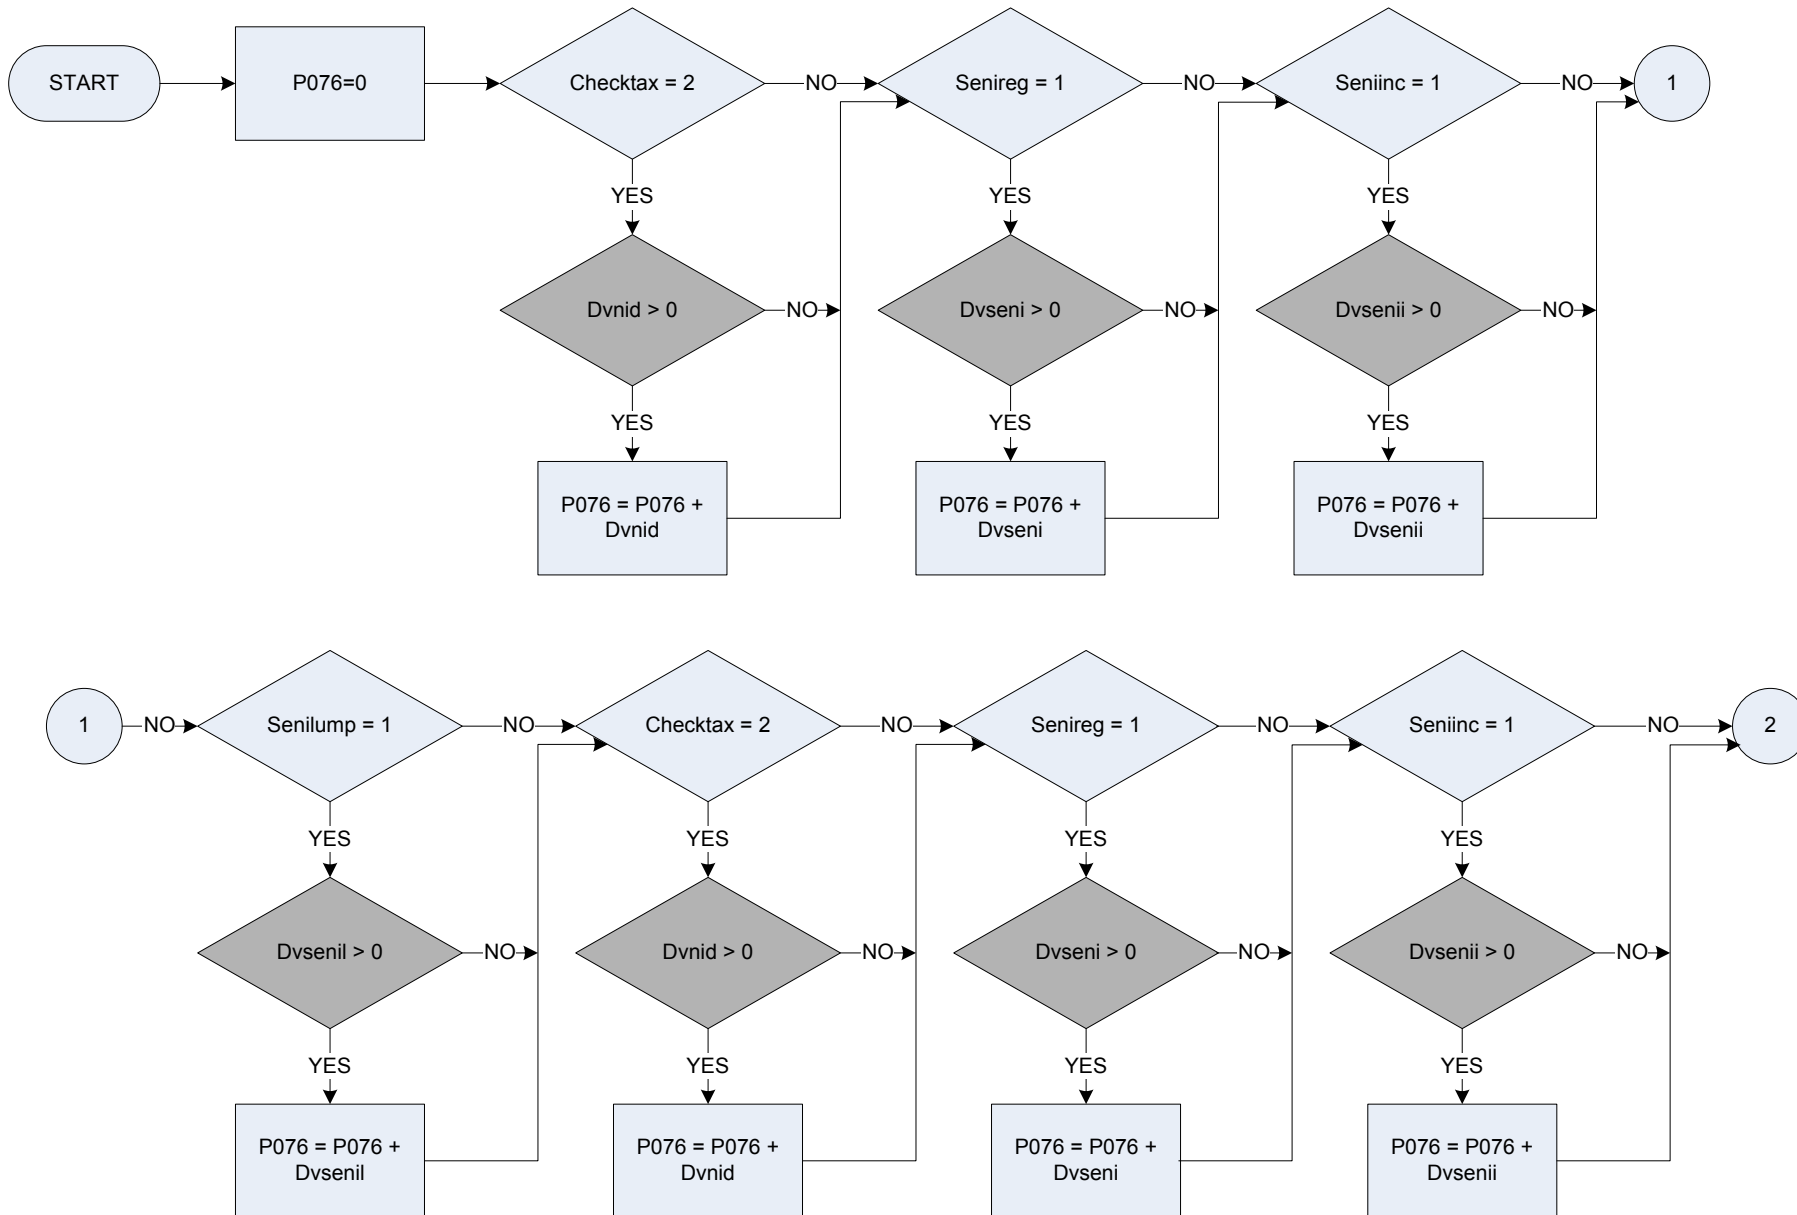 START
P076=0
Checktax = 2
NO
Senireg = 1
NO
Seniinc = 1
NO
1
YES
YES
YES
Dvnid > 0
NO
Dvseni > 0
NO
Dvsenii > 0
NO
YES
YES
YES
P076 = P076 +
Dvnid
P076 = P076 +
Dvseni
P076 = P076 +
Dvsenii
1
NO
Senilump = 1
NO
Checktax = 2
NO
Senireg = 1
NO
Seniinc = 1
NO
2
YES
YES
YES
YES
Dvsenil > 0
NO
Dvnid > 0
NO
Dvseni > 0
NO
Dvsenii > 0
NO
YES
YES
YES
YES
P076 = P076 +
Dvsenil
P076 = P076 +
Dvnid
P076 = P076 +
Dvseni
P076 = P076 +
Dvsenii